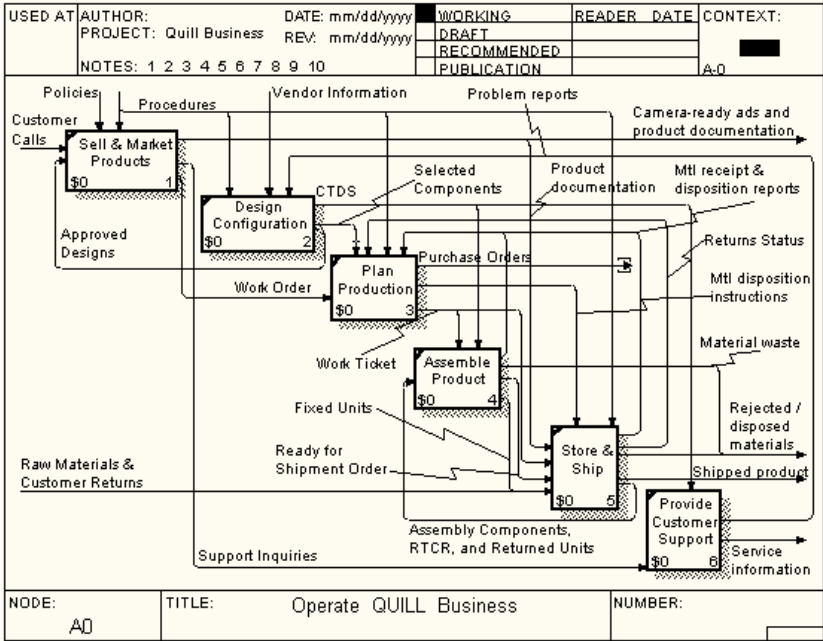 USED AT
AUTHOR:
DATE: mm/dd/yyyy
WORKING
READER DATE
CONTEXT:
PROJECT: Quill Business
REV: mm/dd/yyyy
DRAFT
RECOMMENDED
NOTES: 1 2 3 4 5 6 7 8 9 10
PUBLICATION
A-0
Policies
Procedures
Vendor Information
Problem reports
Camera-ready ads and
product documentation
Customer
Calls
Sell & Market
Products
$0 1
Selected
Components
Product
documentation
Mtl receipt &
disposition reports
CTDS
Design
Configuration
$0 2
Approved
Designs
Returns Status
Purchase Orders
Plan
Production
$0 3
Work Order
Mtl disposition
instructions
Work Ticket
Material waste
Assemble
Product
$0 4
Fixed Units
Rejected /
disposed
materials
Ready for
Shipment Order
Store &
Ship
$0 5
Raw Materials &
Customer Returns
Shipped product
Provide
Customer
Support
$0 6
Assembly Components,
RTCR, and Returned Units
Support Inquiries
Service
information
NODE:
A0
TITLE:
Operate QUILL Business
NUMBER: